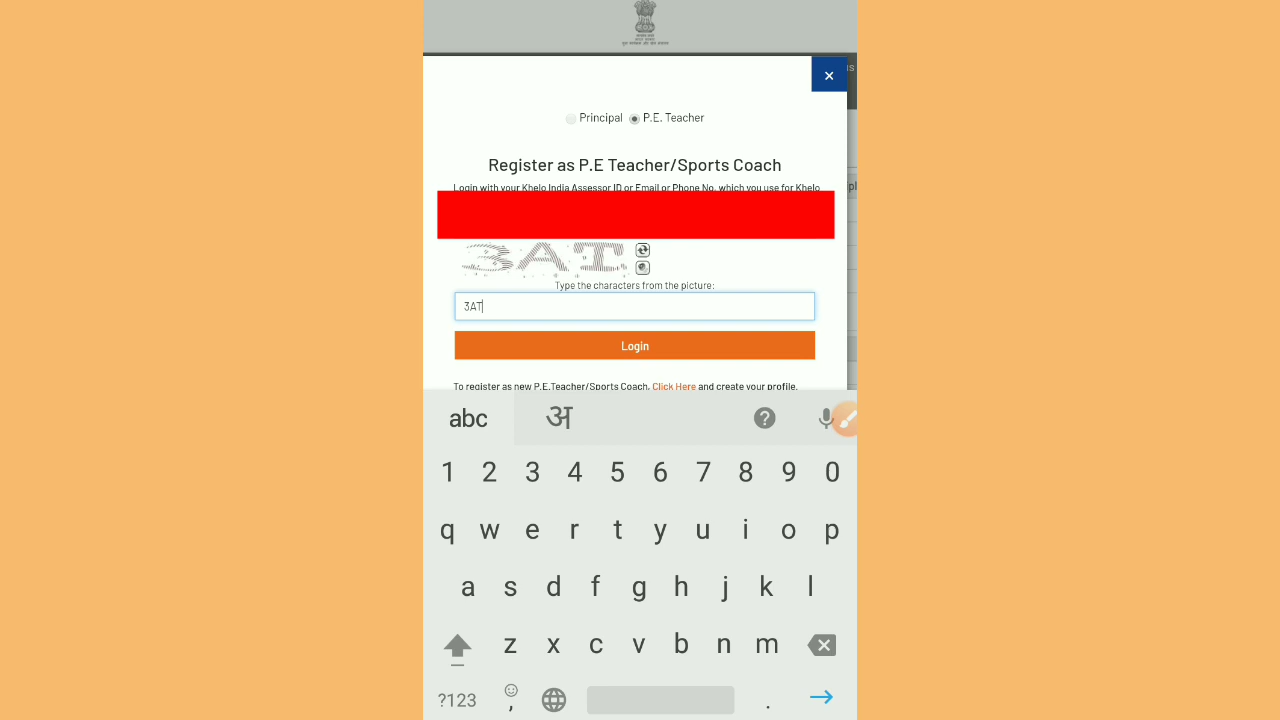 ×
Principal P.E. Teacher
Register as P.E Teacher/Sports Coach
Login with your Khelo India Assessor ID or Email or Phone No. which you use for Khelo
3AT
Type the characters from the picture:
3AT
Login
To register as new P.E.Teacher/Sports Coach, Click Here and create your profile.
abc अ
1 2 3 4 5 6 7 8 9 0
q w e r t y u i o p
a s d f g h j k l
z x c v b n m
?123 , .